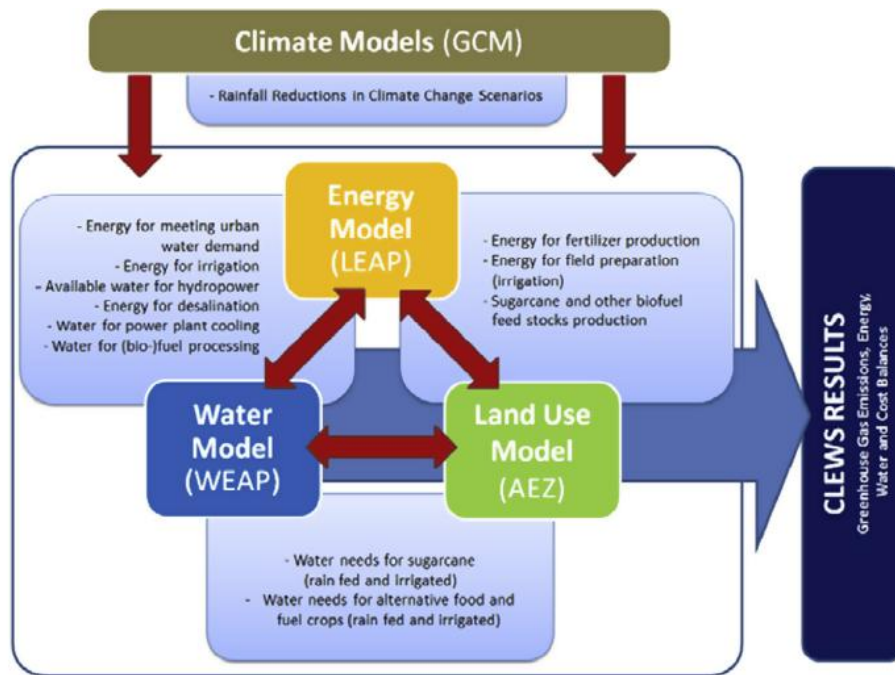 Climate Models (GCM)
- Rainfall Reductions in Climate Change Scenarios
Energy
Model
(LEAP)
- Energy for meeting urban
water demand
- Energy for irrigation
- Available water for hydropower
- Energy for desalination
- Water for power plant cooling
- Water for (bio-)fuel processing
- Energy for fertilizer production
- Energy for field preparation
(irrigation)
- Sugarcane and other biofuel
feed stocks production
Water
Model
(WEAP)
Land Use
Model
(AEZ)
- Water needs for sugarcane
(rain fed and irrigated)
- Water needs for alternative food and
fuel crops (rain fed and irrigated)
CLEWS RESULTS
Greenhouse Gas Emissions, Energy,
Water and Cost Balances